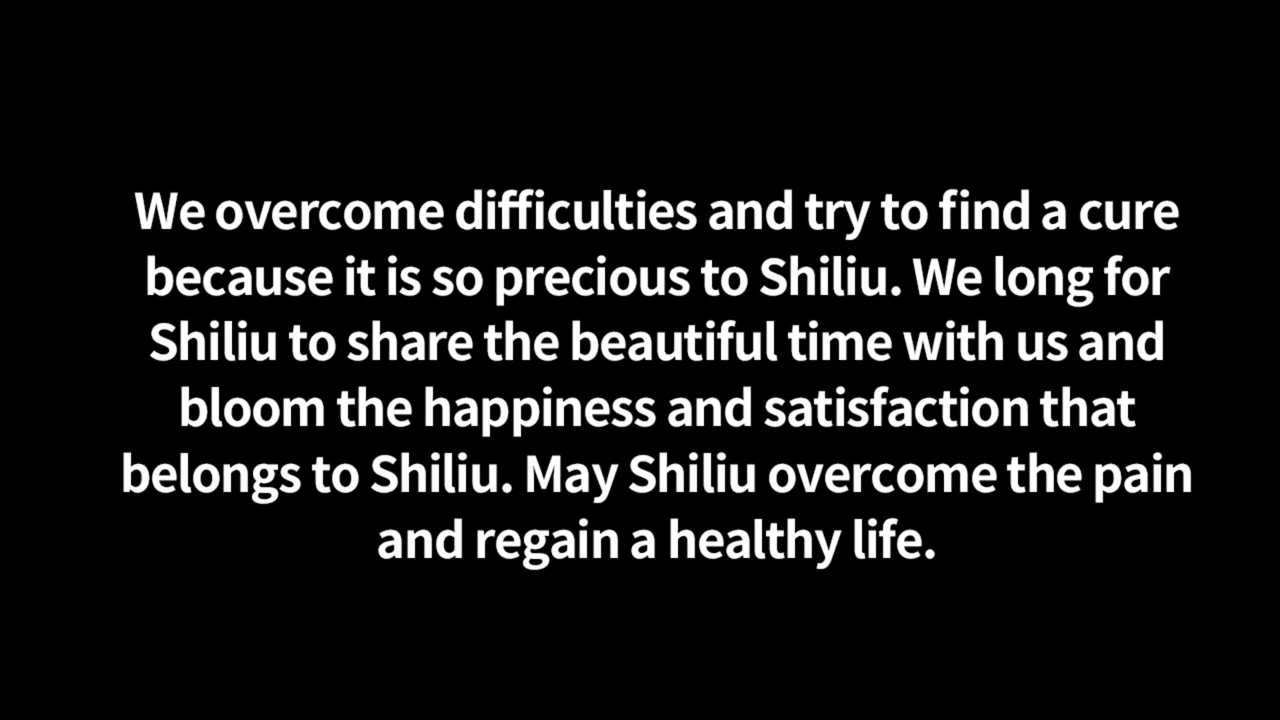 We overcome difficulties and try to find a cure
because it is so precious to Shiliu. We long for
Shiliu to share the beautiful time with us and
bloom the happiness and satisfaction that
belongs to Shiliu. May Shiliu overcome the pain
and regain a healthy life.